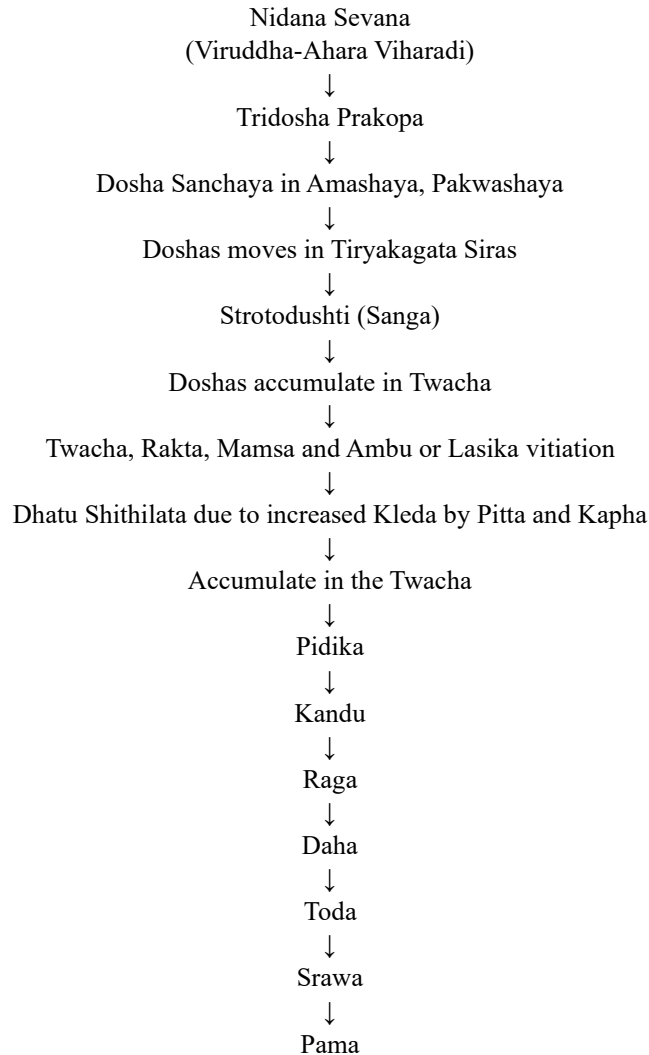 Nidana Sevana
(Viruddha-Ahara Viharadi)
↓
Tridosha Prakopa
↓
Dosha Sanchaya in Amashaya, Pakwashaya
↓
Doshas moves in Tiryakagata Siras
↓
Strotodushti (Sanga)
↓
Doshas accumulate in Twacha
↓
Twacha, Rakta, Mamsa and Ambu or Lasika vitiation
↓
Dhatu Shithilata due to increased Kleda by Pitta and Kapha
↓
Accumulate in the Twacha
↓
Pidika
↓
Kandu
↓
Raga
↓
Daha
↓
Toda
↓
Srawa
↓
Pama